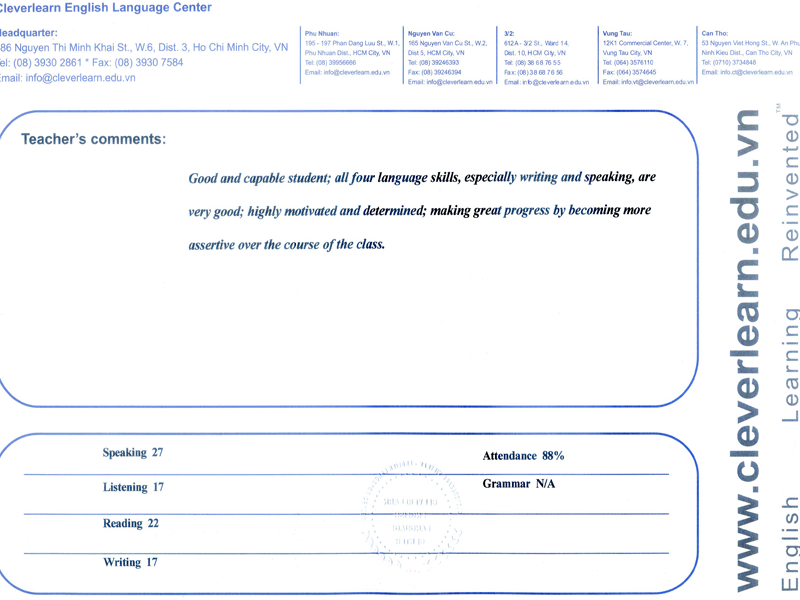 Cleverlearn English Language Center
Headquarter:
86 Nguyen Thi Minh Khai St., W.6, Dist. 3, Ho Chi Minh City, VN
Tel: (08) 3930 2861 * Fax: (08) 3930 7584
Email: info@cleverlearn.edu.vn
Phu Nhuan:
195 - 197 Phan Dang Luu St., W.1,
Phu Nhuan Dist., HCM City, VN
Tel: (08) 39956666
Email: info@cleverlearn.edu.vn
Nguyen Van Cu:
165 Nguyen Van Cu St., W.2,
Dist 5, HCM City, VN
Tel: (08) 39246393
Fax: (08) 39246394
Email: info@cleverlearn.edu.vn
3/2:
612A - 3/2 St., Ward 14,
Dist. 10, HCM City, VN
Tel: (08) 38 68 76 55
Fax: (08) 38 68 76 56
Email: info@cleverlearn.edu.vn
Vung Tau:
12K1 Commercial Center, W. 7,
Vung Tau City, VN
Tel: (064) 3576110
Fax: (064) 3574645
Email: info.vt@cleverlearn.edu.vn
Can Tho:
53 Nguyen Viet Hong St., W. An Phu,
Ninh Kieu Dist., Can Tho City, VN
Tel: (0710) 3734848
Email: info.ct@cleverlearn.edu.vn
Teacher's comments:
Good and capable student; all four language skills, especially writing and speaking, are
very good; highly motivated and determined; making great progress by becoming more
assertive over the course of the class.
Speaking 27
Listening 17
Reading 22
Writing 17
Attendance 88%
Grammar N/A
www.cleverlearn.edu.vn
English Learning Reinvented ™